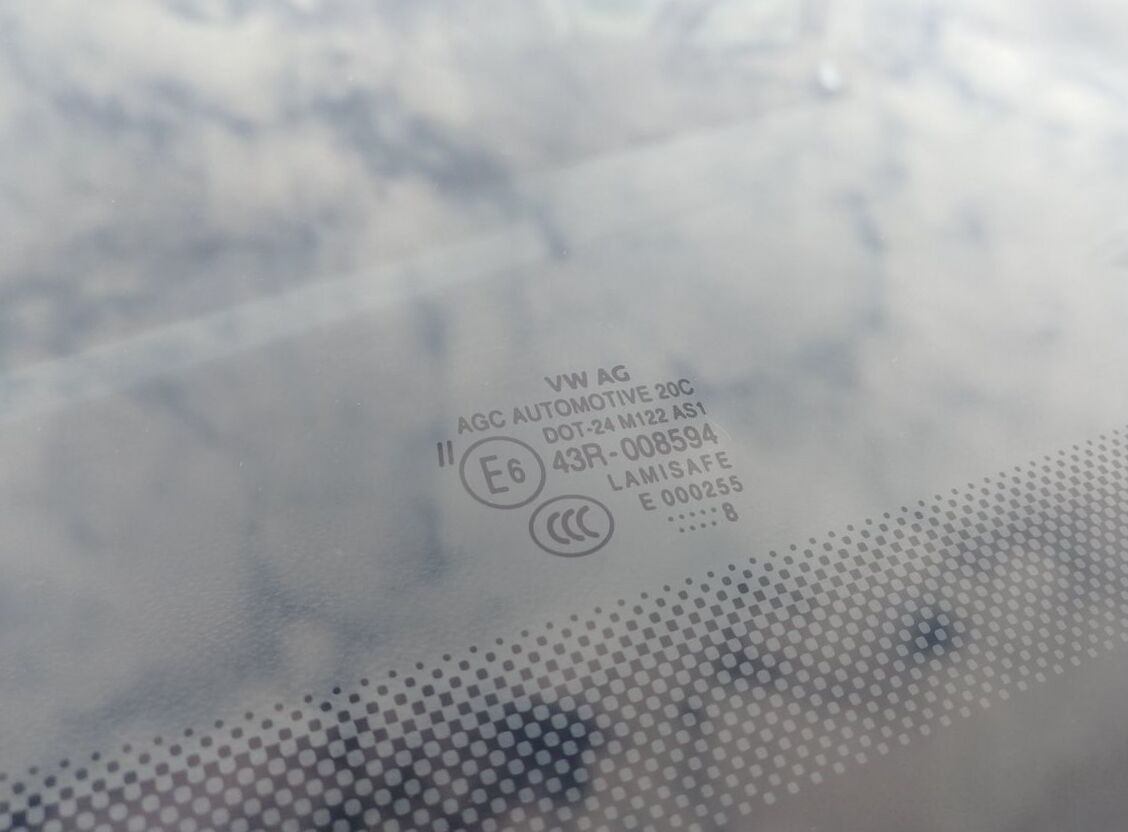 VW AG
AGC AUTOMOTIVE 20C
DOT-24 M122 AS1
II E6 43R-008594
LAMISAFE
CCC E 000255
:::::: 8